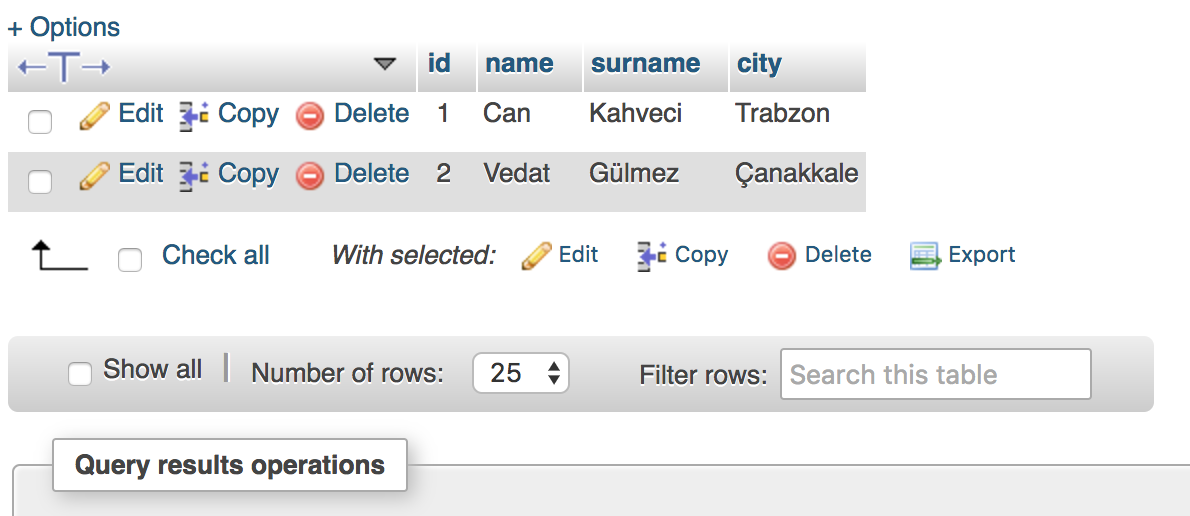 + Options
←T→ id name surname city
Edit Copy Delete 1 Can Kahveci Trabzon
Edit Copy Delete 2 Vedat Gülmez Çanakkale
Check all With selected: Edit Copy Delete Export
Show all | Number of rows: 25 Filter rows: Search this table
Query results operations